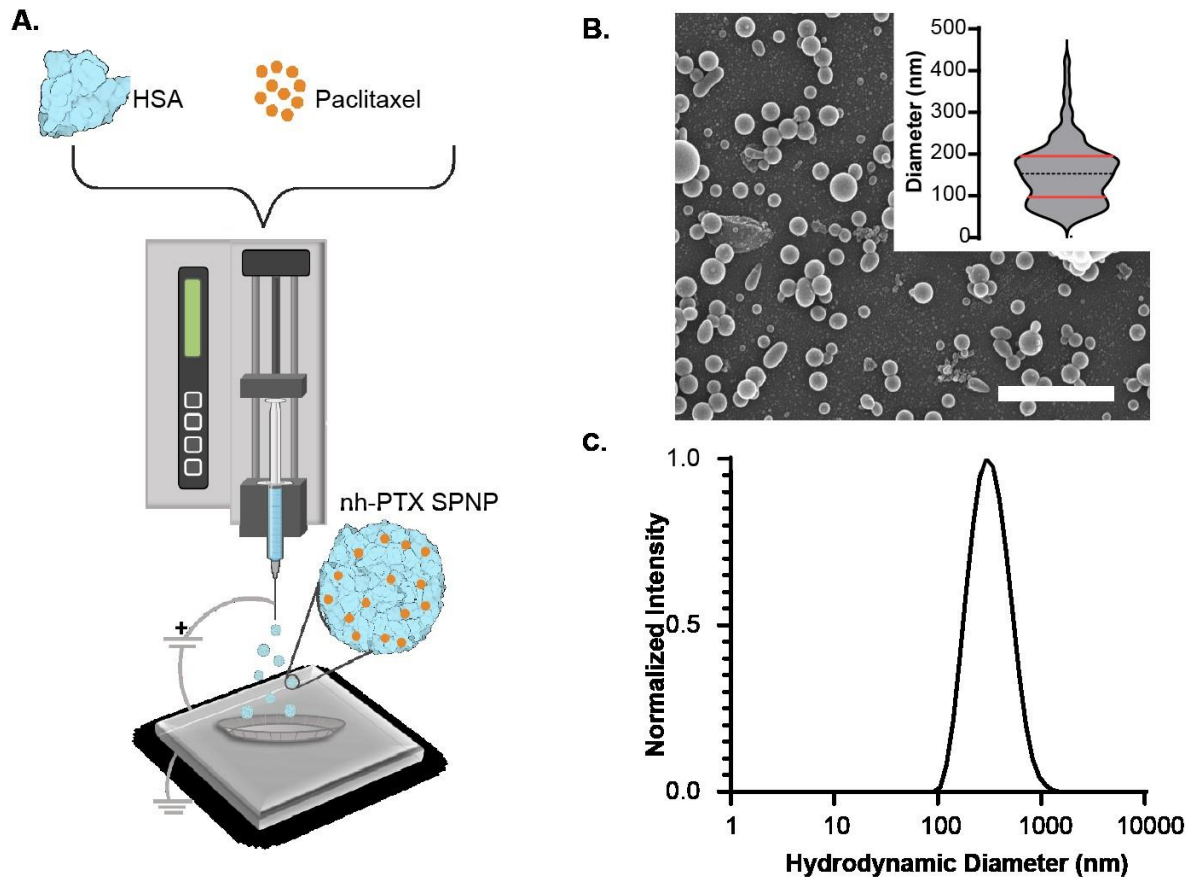 A.
HSA
Paclitaxel
nh-PTX SPNP
+
B.
Diameter (nm)
500
400
300
200
100
0
C.
Normalized Intensity
1.0
0.5
0.0
1
10
100
1000
10000
Hydrodynamic Diameter (nm)